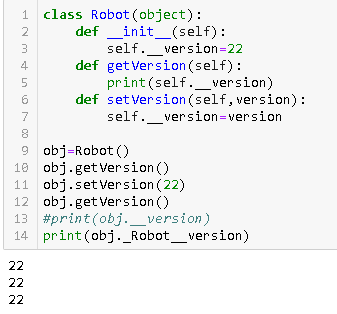 1 class Robot(object):
2     def __init__(self):
3         self.__version=22
4     def getVersion(self):
5         print(self.__version)
6     def setVersion(self,version):
7         self.__version=version
8
9 obj=Robot()
10 obj.getVersion()
11 obj.setVersion(22)
12 obj.getVersion()
13 #print(obj.__version)
14 print(obj._Robot__version)
22
22
22